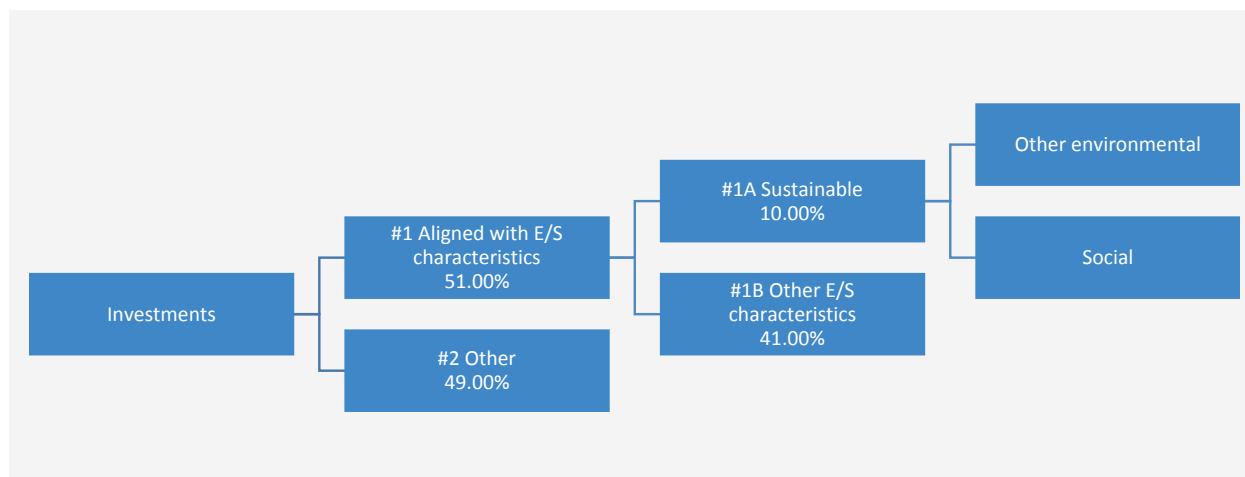 Investments
#1 Aligned with E/S
characteristics
51.00%
#2 Other
49.00%
#1A Sustainable
10.00%
#1B Other E/S
characteristics
41.00%
Other environmental
Social